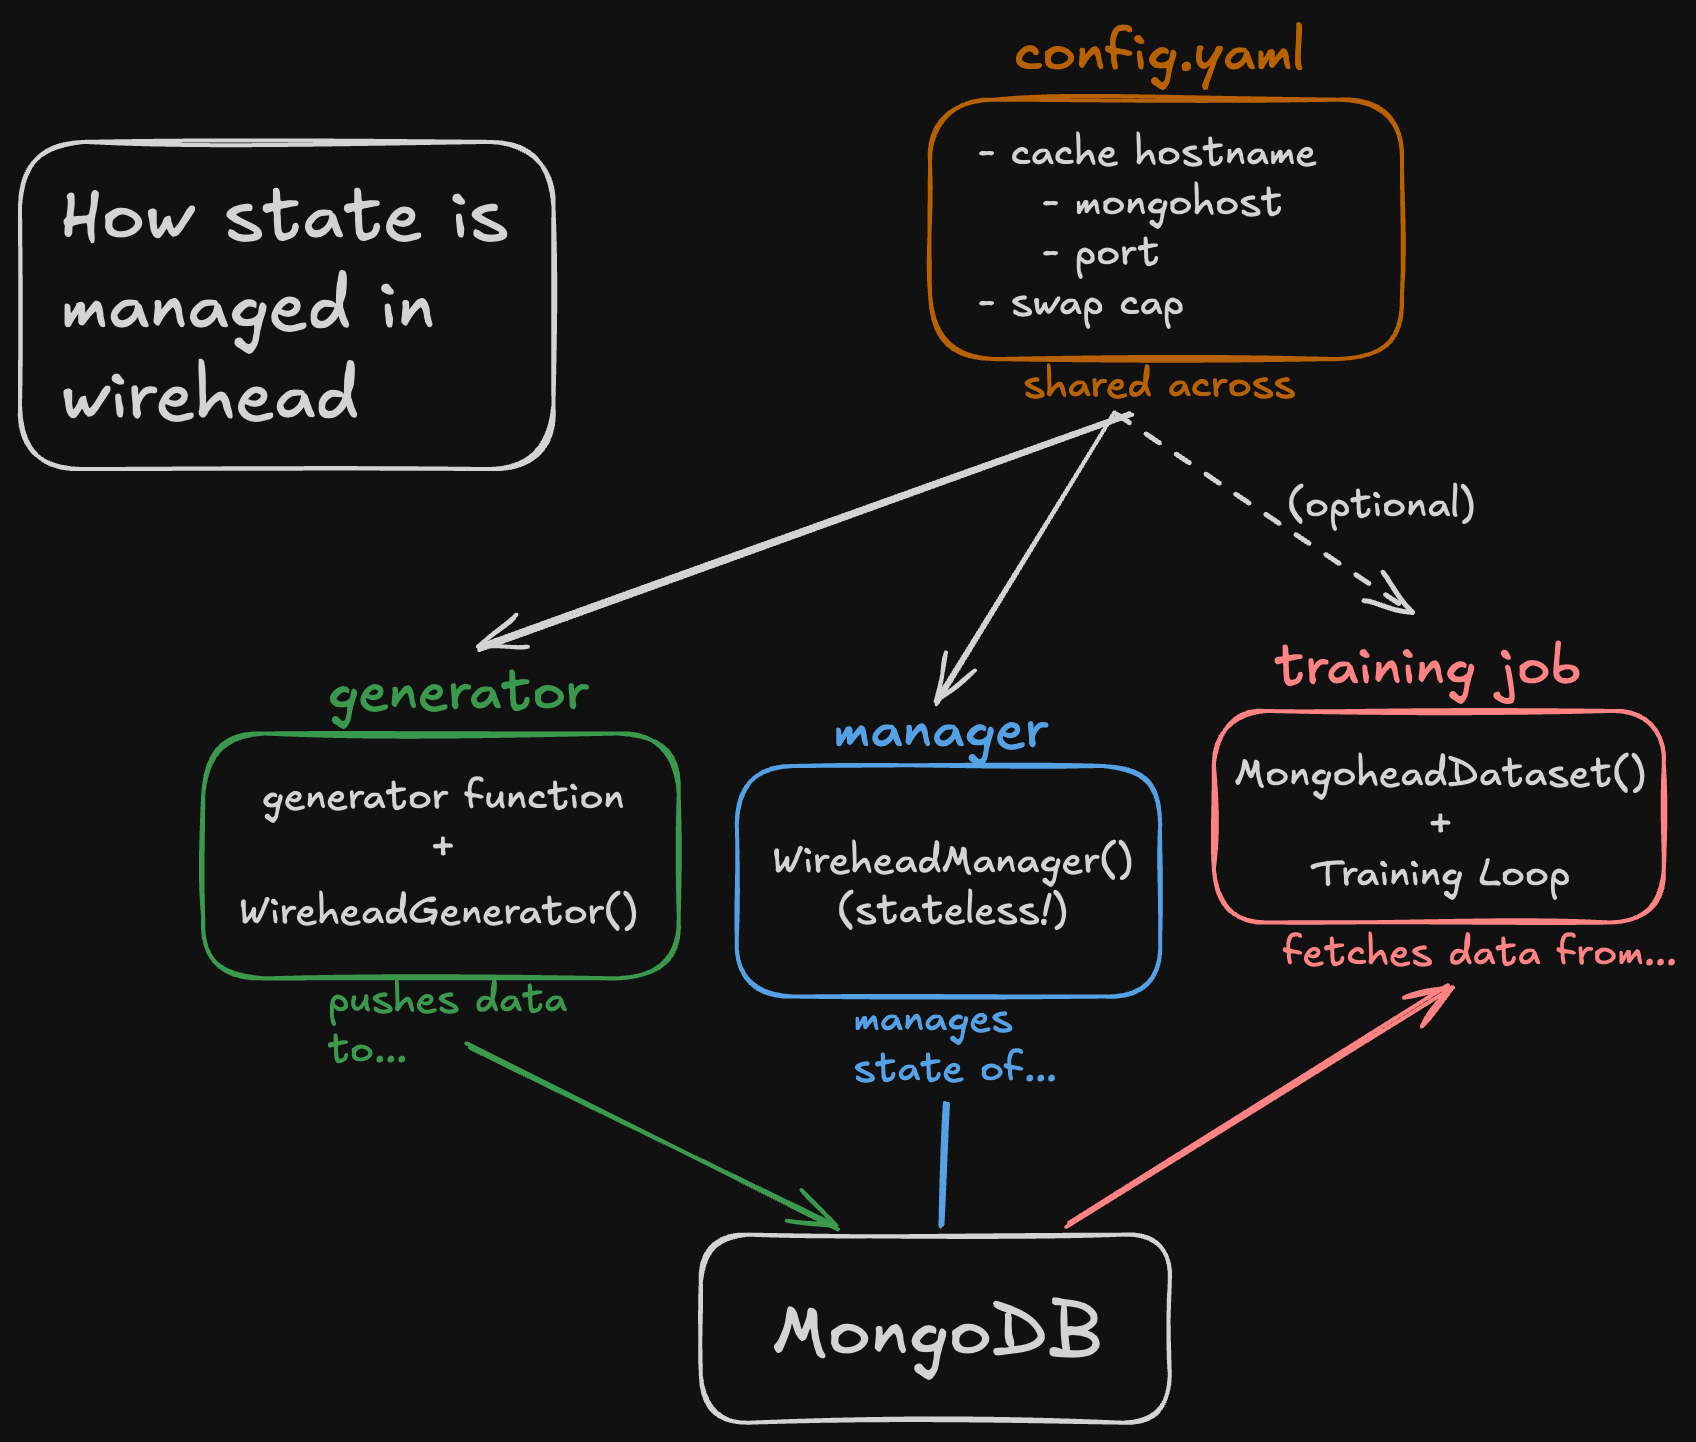 How state is
managed in
wirehead
config.yaml
- cache hostname
- mongohost
- port
- swap cap
shared across
(optional)
generator
generator function
+
WireheadGenerator()
pushes data
to...
manager
WireheadManager()
(stateless!)
manages
state of...
training job
MongoheadDataset()
+
Training Loop
fetches data from...
MongoDB